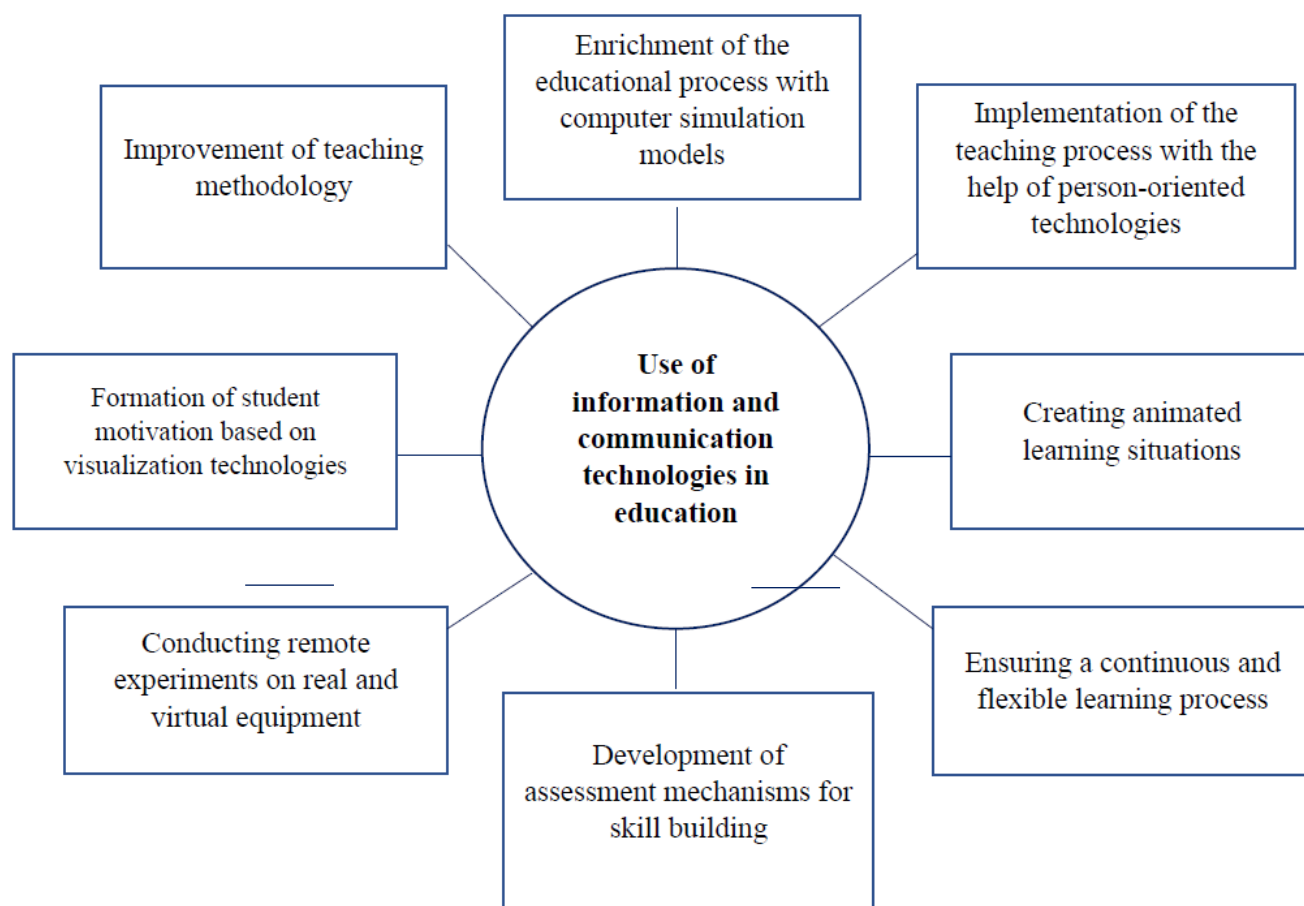 Enrichment of the
educational process with
computer simulation
models
Improvement of teaching
methodology
Implementation of the
teaching process with the
help of person-oriented
technologies
Use of
information and
communication
technologies in
education
Formation of student
motivation based on
visualization technologies
Creating animated
learning situations
Conducting remote
experiments on real and
virtual equipment
Ensuring a continuous and
flexible learning process
Development of
assessment mechanisms for
skill building